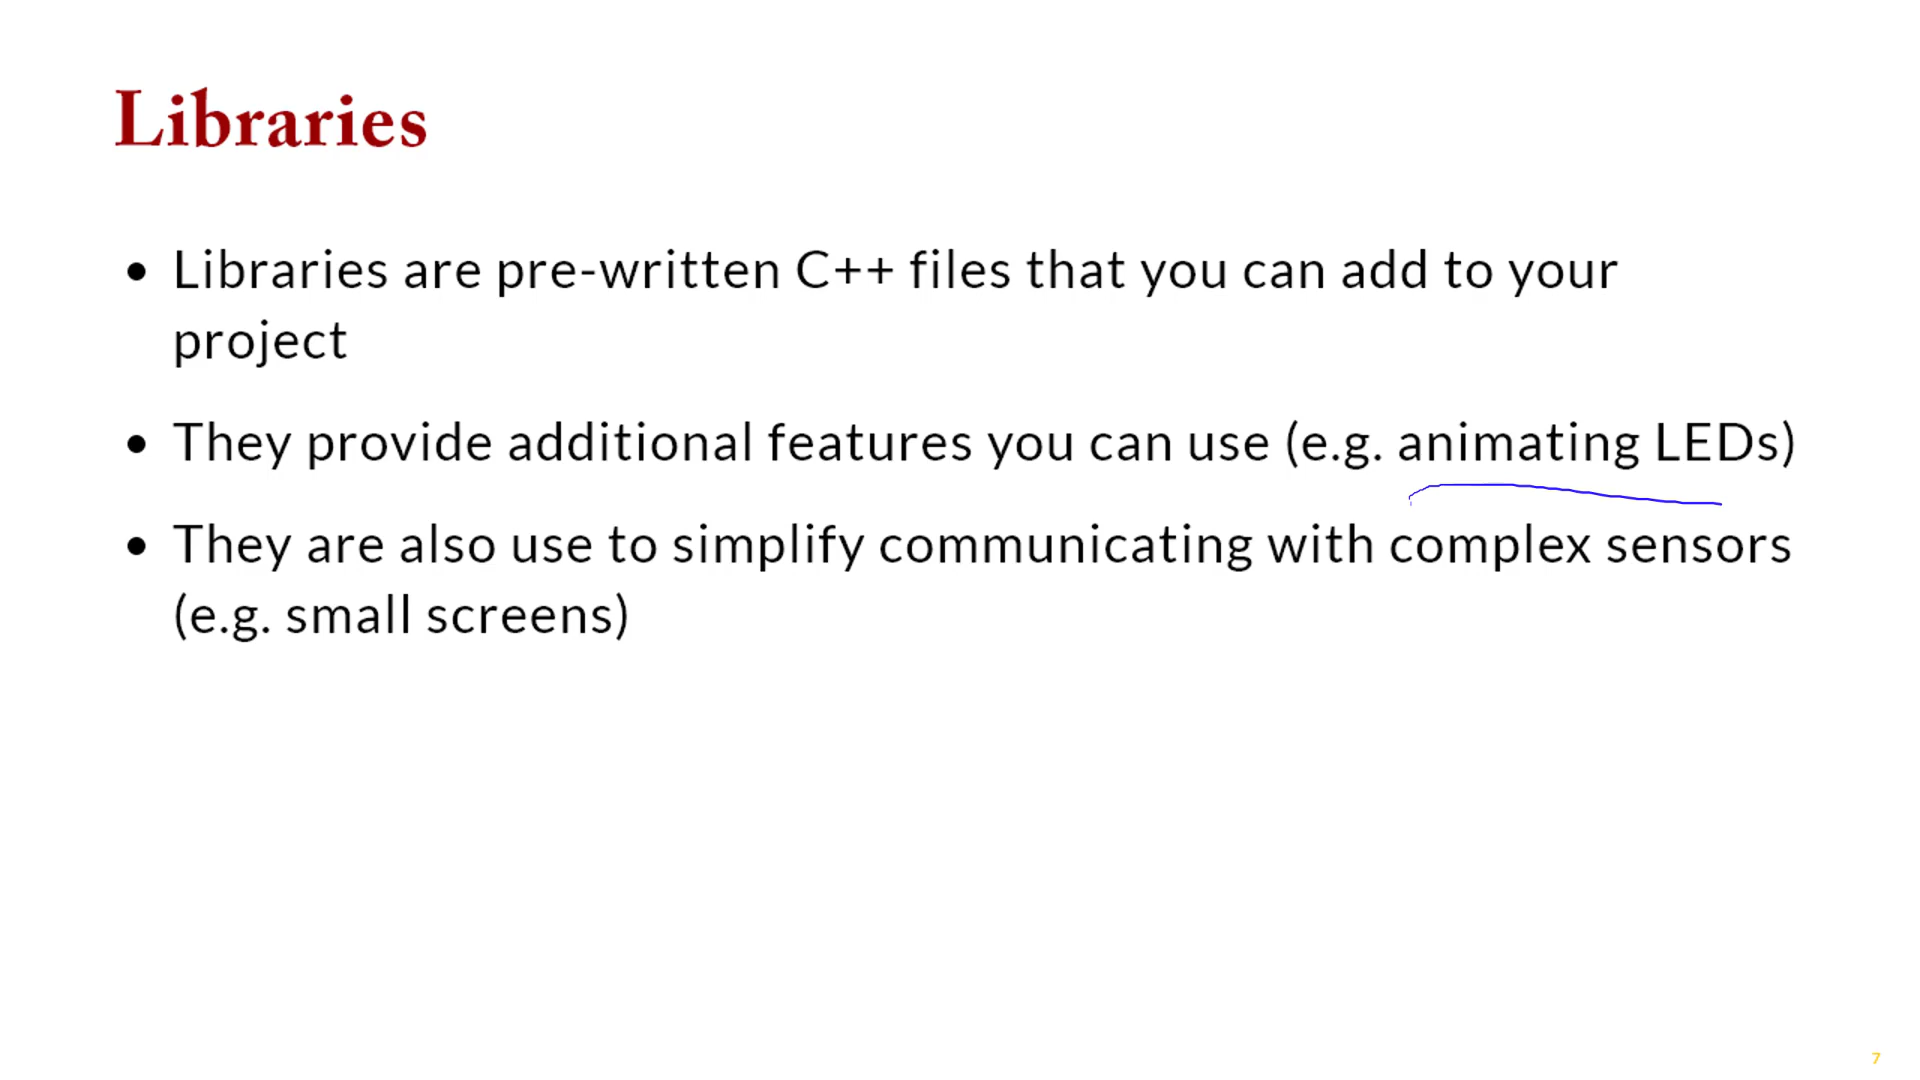 Libraries
• Libraries are pre-written C++ files that you can add to your
project
• They provide additional features you can use (e.g. animating LEDs)
• They are also use to simplify communicating with complex sensors
(e.g. small screens)
7